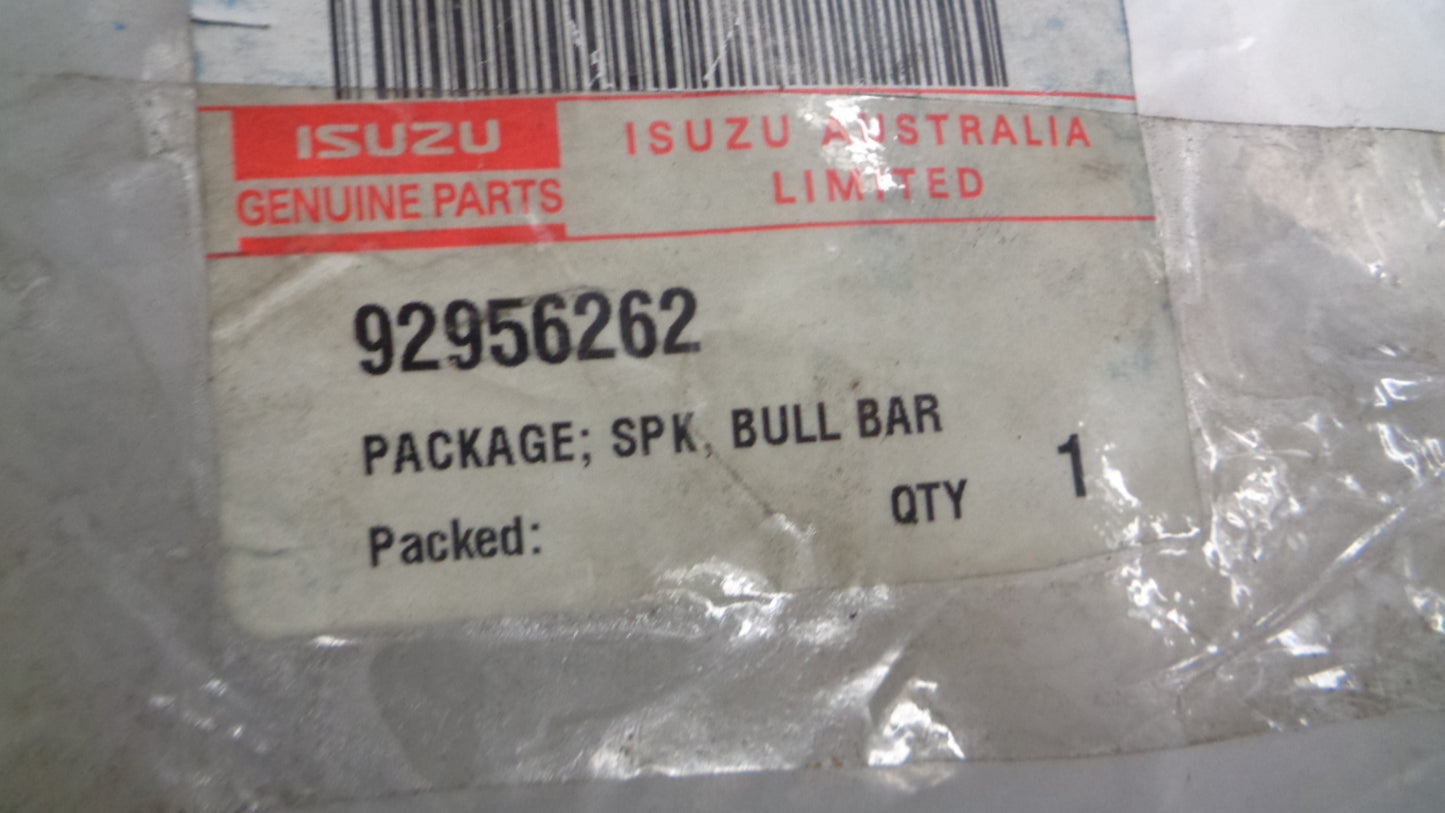 ISUZU
GENUINE PARTS
ISUZU AUSTRALIA
LIMITED
92956262
PACKAGE; SPK, BULL BAR
QTY 1
Packed: